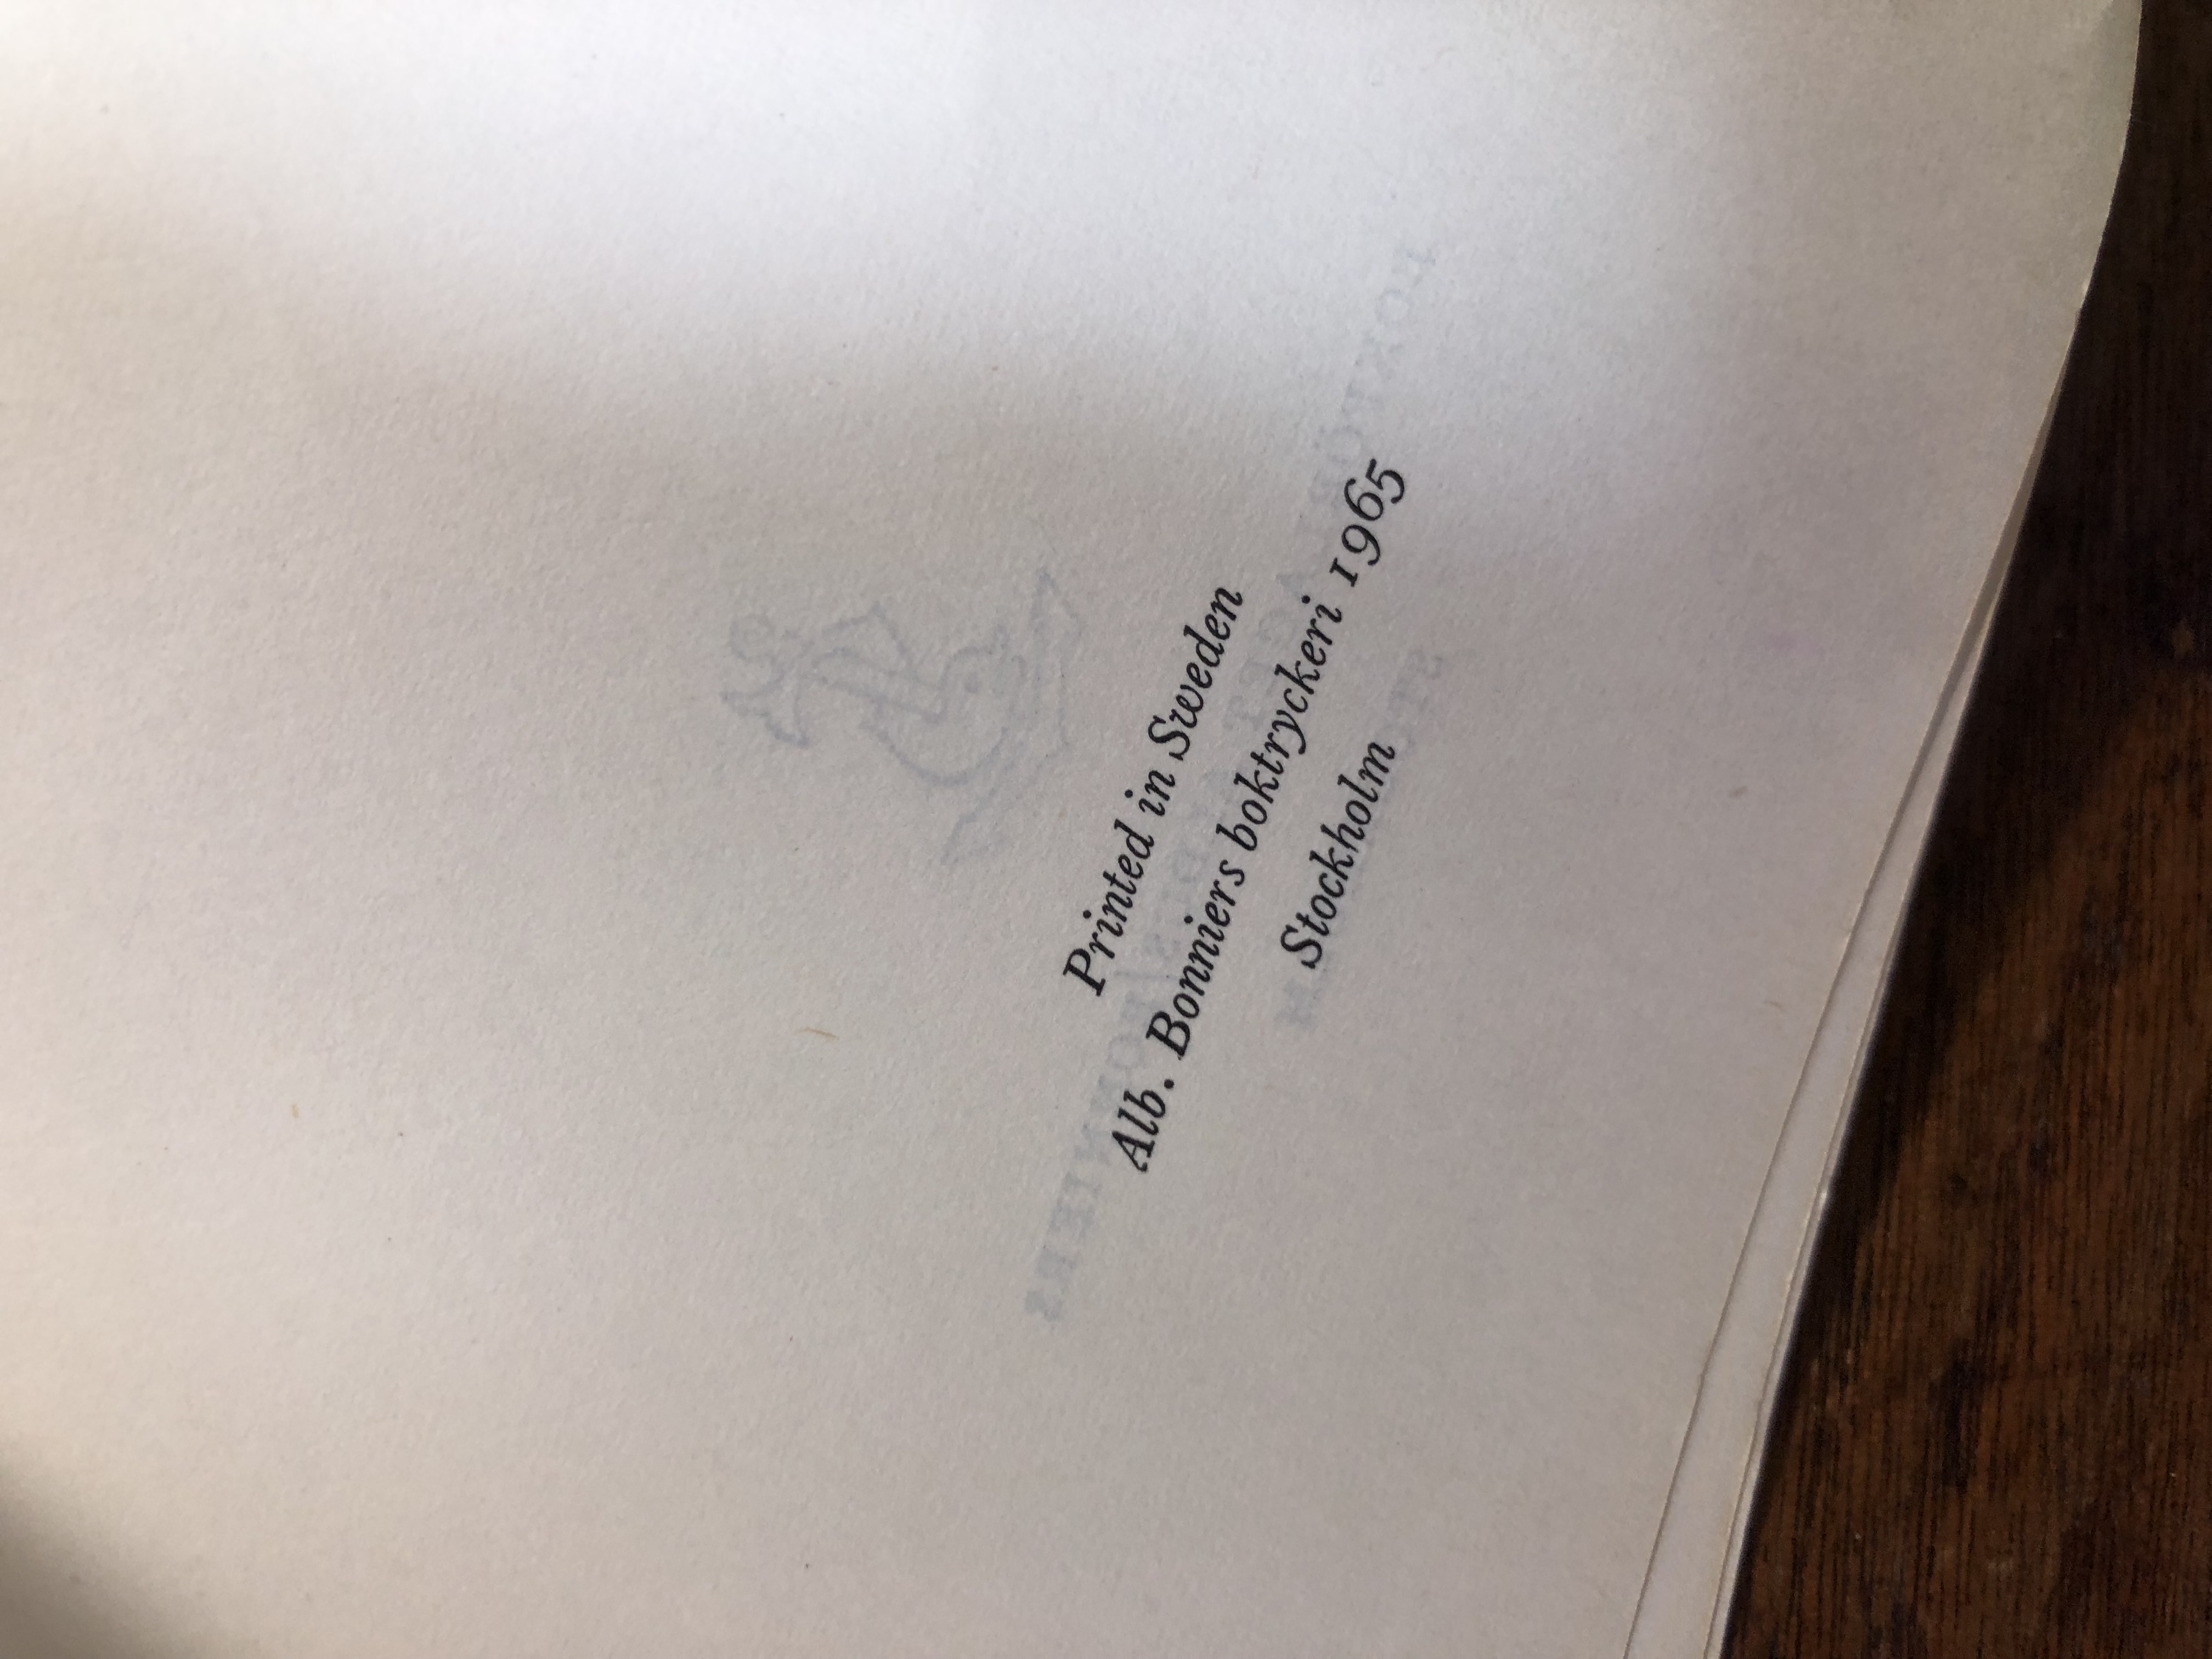 Printed in Sweden
Alb. Bonniers boktryckeri 1965
Stockholm